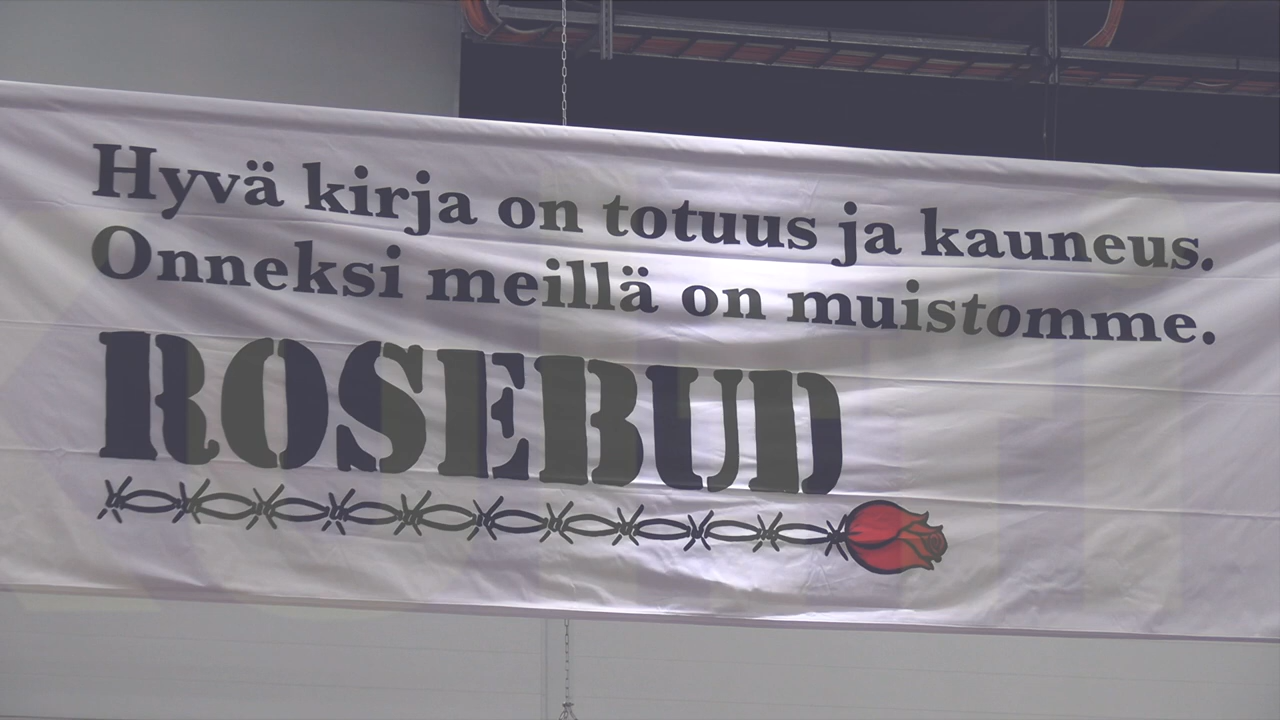 Hyvä kirja on totuus ja kauneus.
Onneksi meillä on muistomme.
ROSEBUD